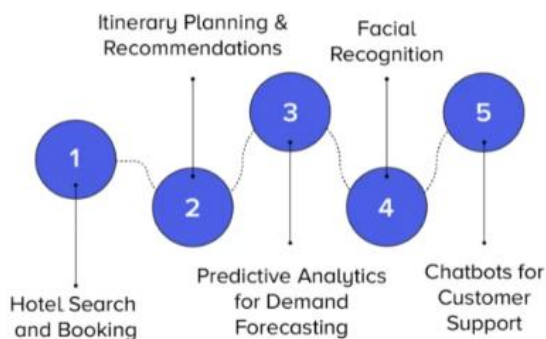 Itinerary Planning &
Recommendations
Facial
Recognition
1
2
3
4
5
Hotel Search
and Booking
Predictive Analytics
for Demand
Forecasting
Chatbots for
Customer
Support